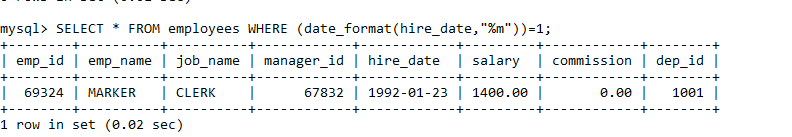 mysql> SELECT * FROM employees WHERE (date_format(hire_date,"%m"))=1;
+--------+----------+----------+------------+------------+---------+------------+--------+
| emp_id | emp_name | job_name | manager_id | hire_date | salary | commission | dep_id |
+--------+----------+----------+------------+------------+---------+------------+--------+
| 69324 | MARKER | CLERK | 67832 | 1992-01-23 | 1400.00 | 0.00 | 1001 |
+--------+----------+----------+------------+------------+---------+------------+--------+
1 row in set (0.02 sec)